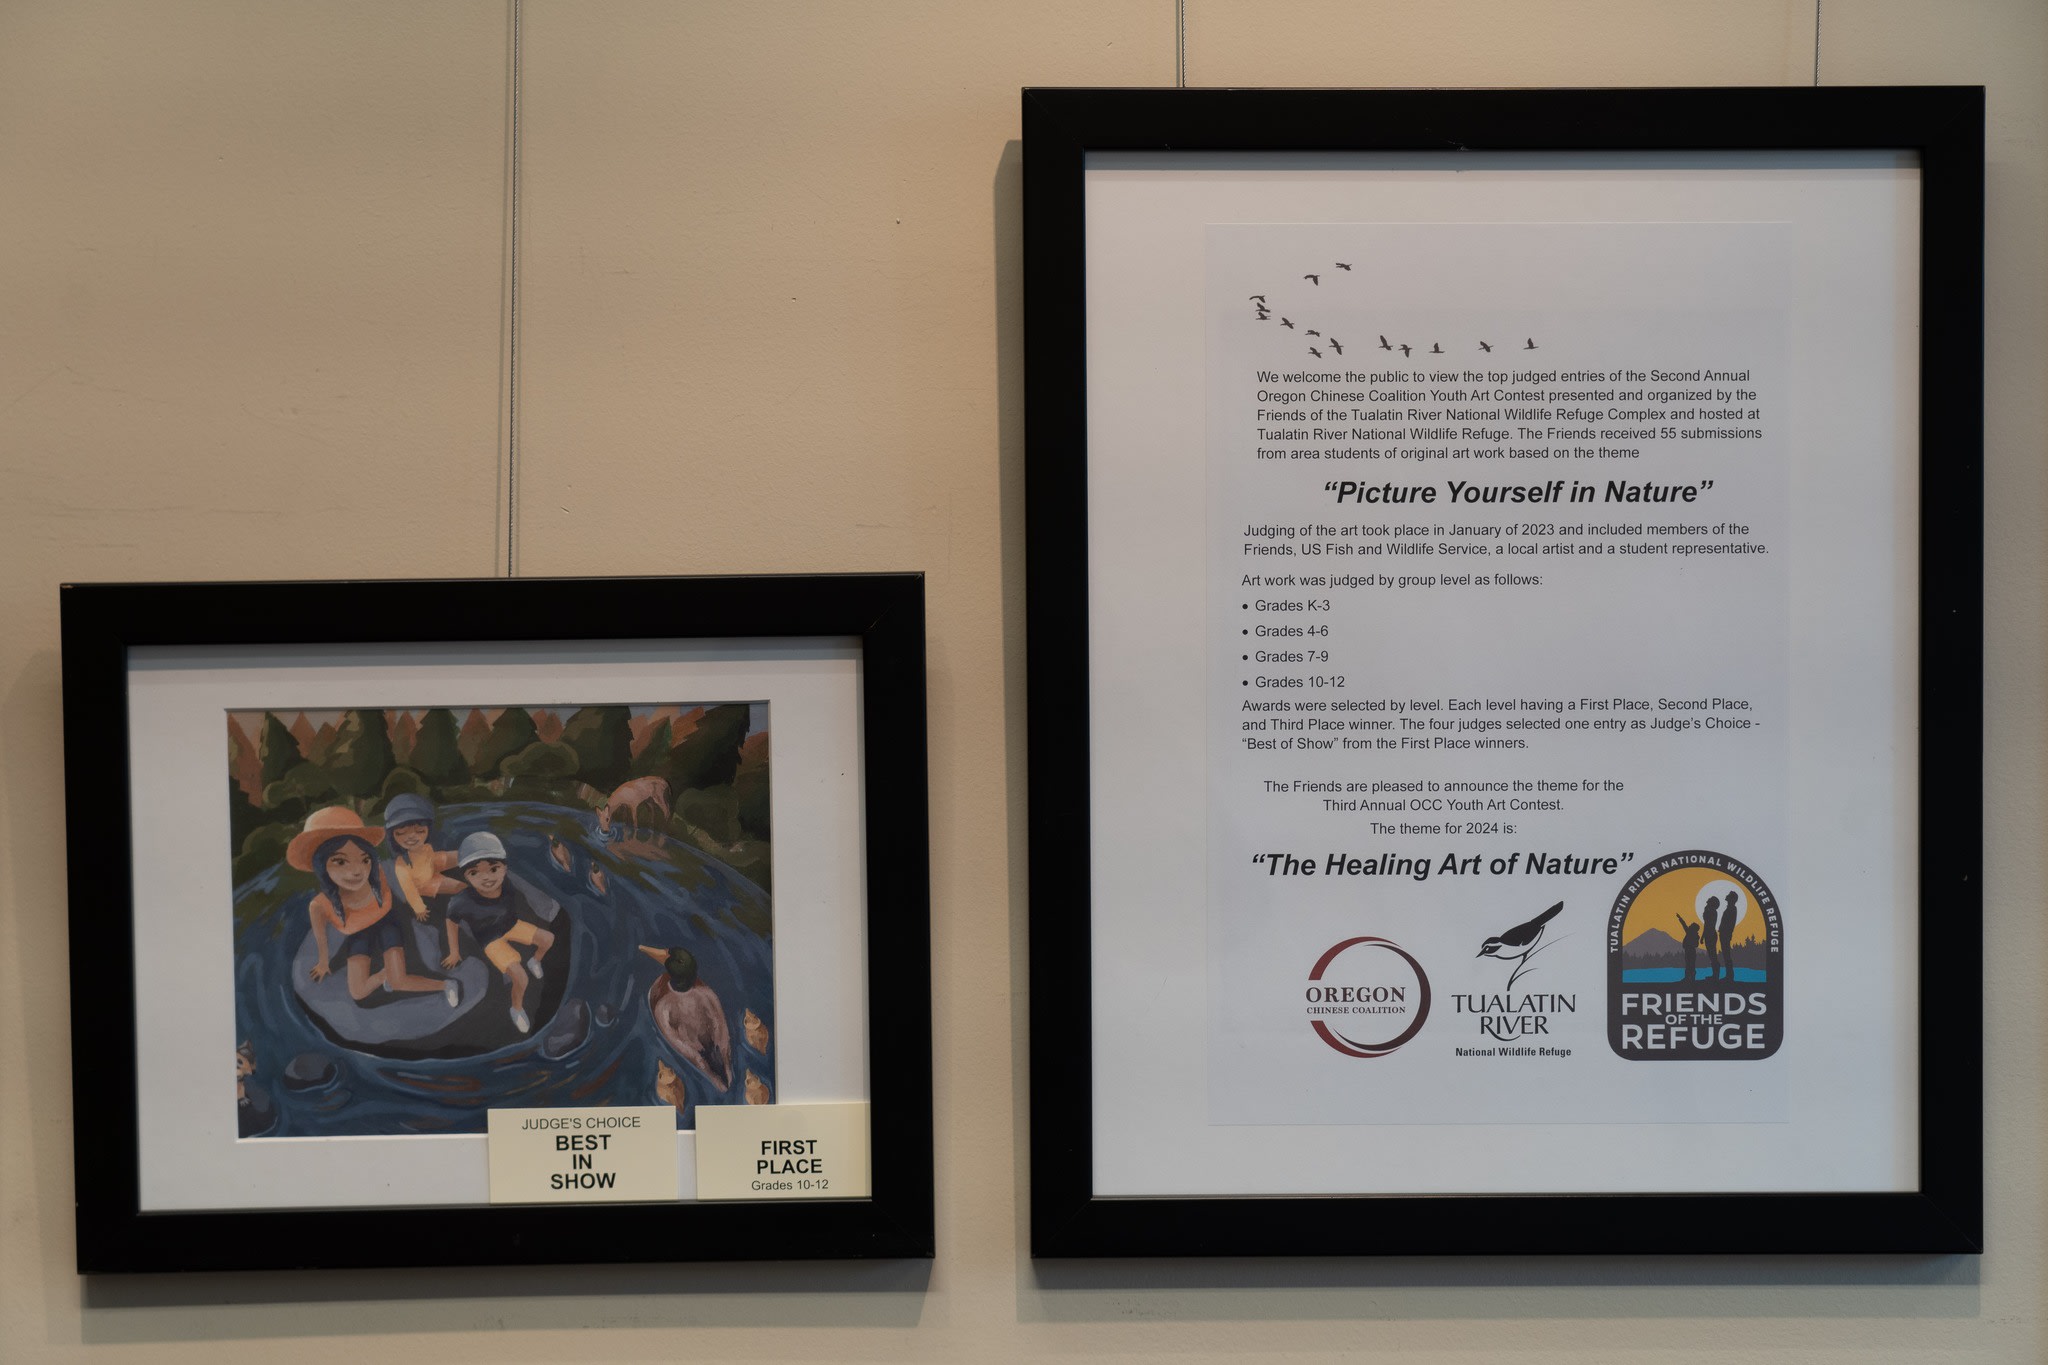 JUDGE'S CHOICE
BEST
IN
SHOW
FIRST
PLACE
Grades 10-12
We welcome the public to view the top judged entries of the Second Annual
Oregon Chinese Coalition Youth Art Contest presented and organized by the
Friends of the Tualatin River National Wildlife Refuge Complex and hosted at
Tualatin River National Wildlife Refuge. The Friends received 55 submissions
from area students of original art work based on the theme
“Picture Yourself in Nature”
Judging of the art took place in January of 2023 and included members of the
Friends, US Fish and Wildlife Service, a local artist and a student representative.
Art work was judged by group level as follows:
• Grades K-3
• Grades 4-6
• Grades 7-9
• Grades 10-12
Awards were selected by level. Each level having a First Place, Second Place,
and Third Place winner. The four judges selected one entry as Judge’s Choice -
“Best of Show” from the First Place winners.
The Friends are pleased to announce the theme for the
Third Annual OCC Youth Art Contest.
The theme for 2024 is:
“The Healing Art of Nature”
OREGON
CHINESE COALITION
TUALATIN
RIVER
National Wildlife Refuge
TUALATIN RIVER NATIONAL WILDLIFE REFUGE
FRIENDS
OF THE
REFUGE